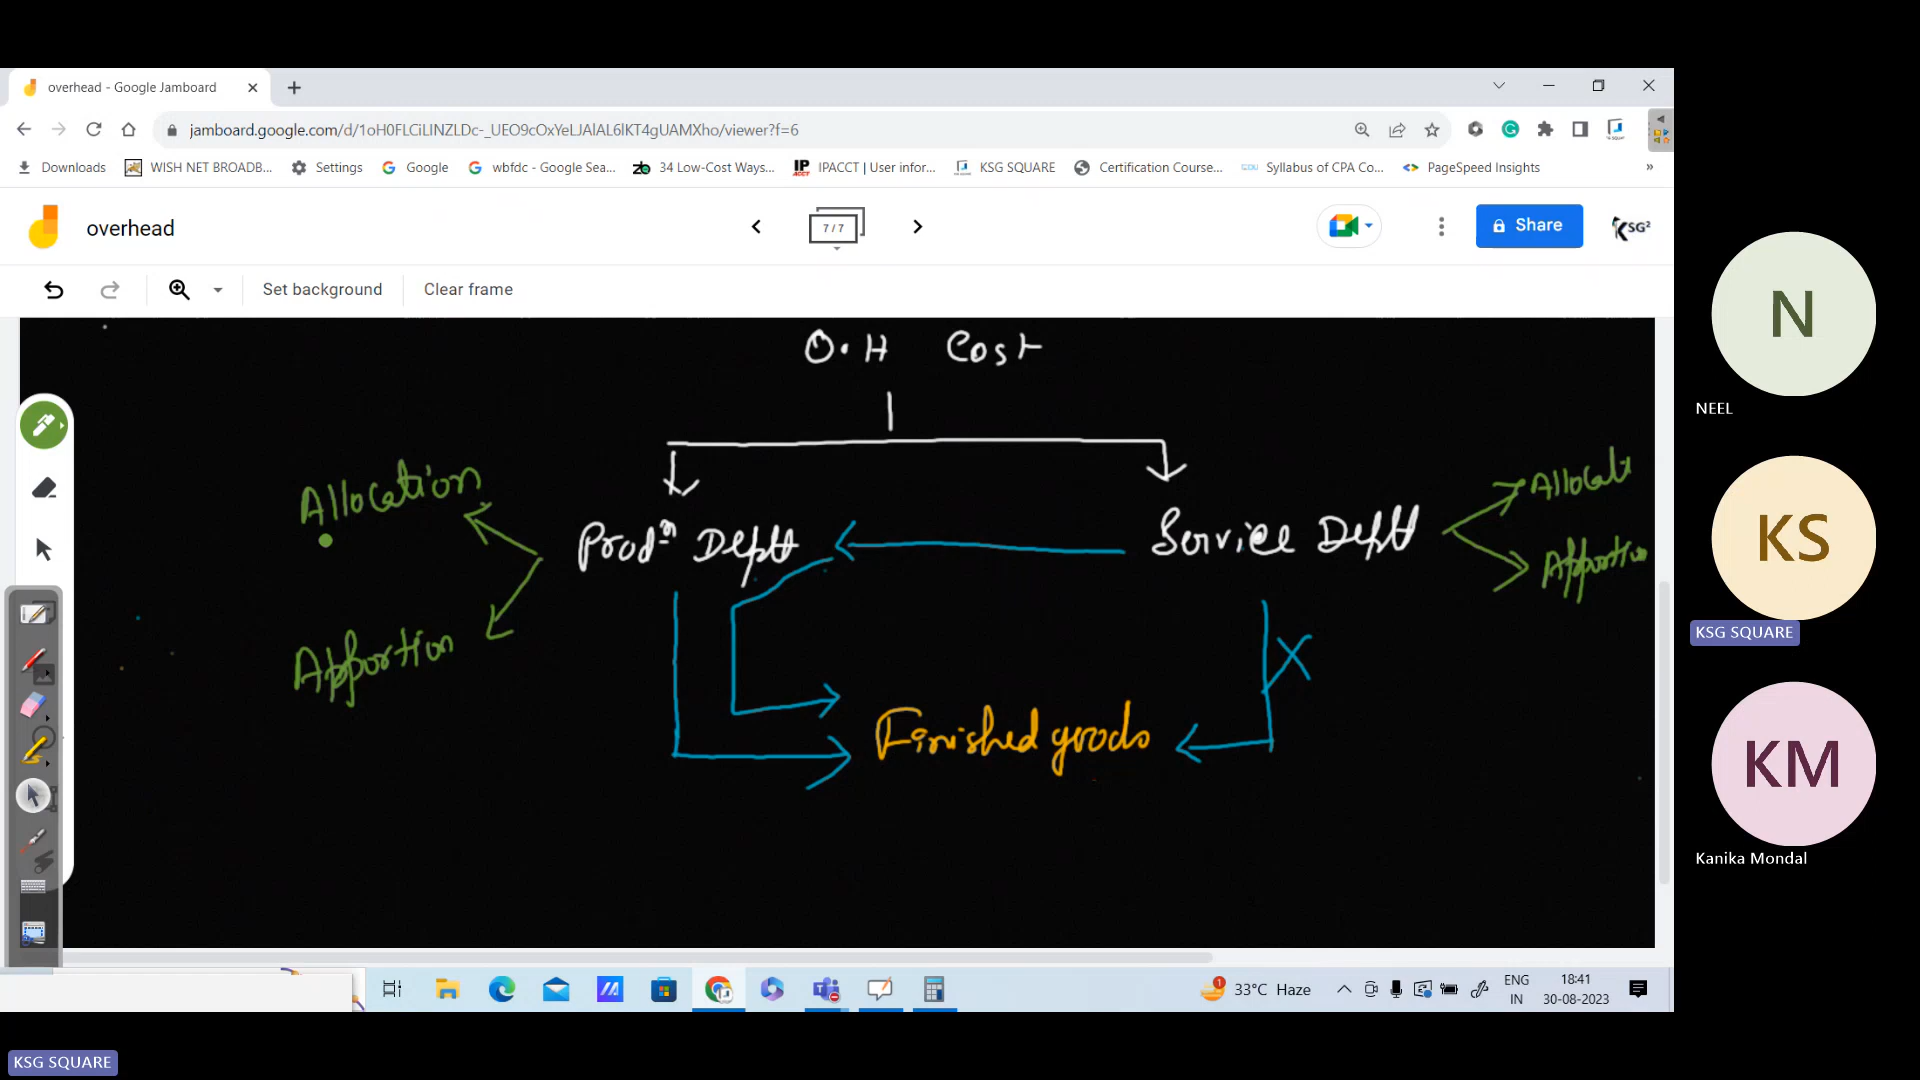 overhead - Google Jamboard
jamboard.google.com/d/1oH0FLCiLINZLDc-_UEO9cOxYeLJAlAL6lKT4gUAMXho/viewer?f=6
Downloads WISH NET BROADB... Settings Google wbfdc - Google Sea... 34 Low-Cost Ways... IPACCT | User infor... KSG SQUARE Certification Course... Syllabus of CPA Co... PageSpeed Insights »
overhead 7 / 7 Share KSG²
Set background Clear frame
O.H Cost
Allocation
Prodⁿ Deptt
Service Deptt
Allocat
Apportion
Apportion
Finished goods
X
33°C Haze ENG IN 18:41 30-08-2023
N
NEEL
KS
KSG SQUARE
KM
Kanika Mondal
KSG SQUARE